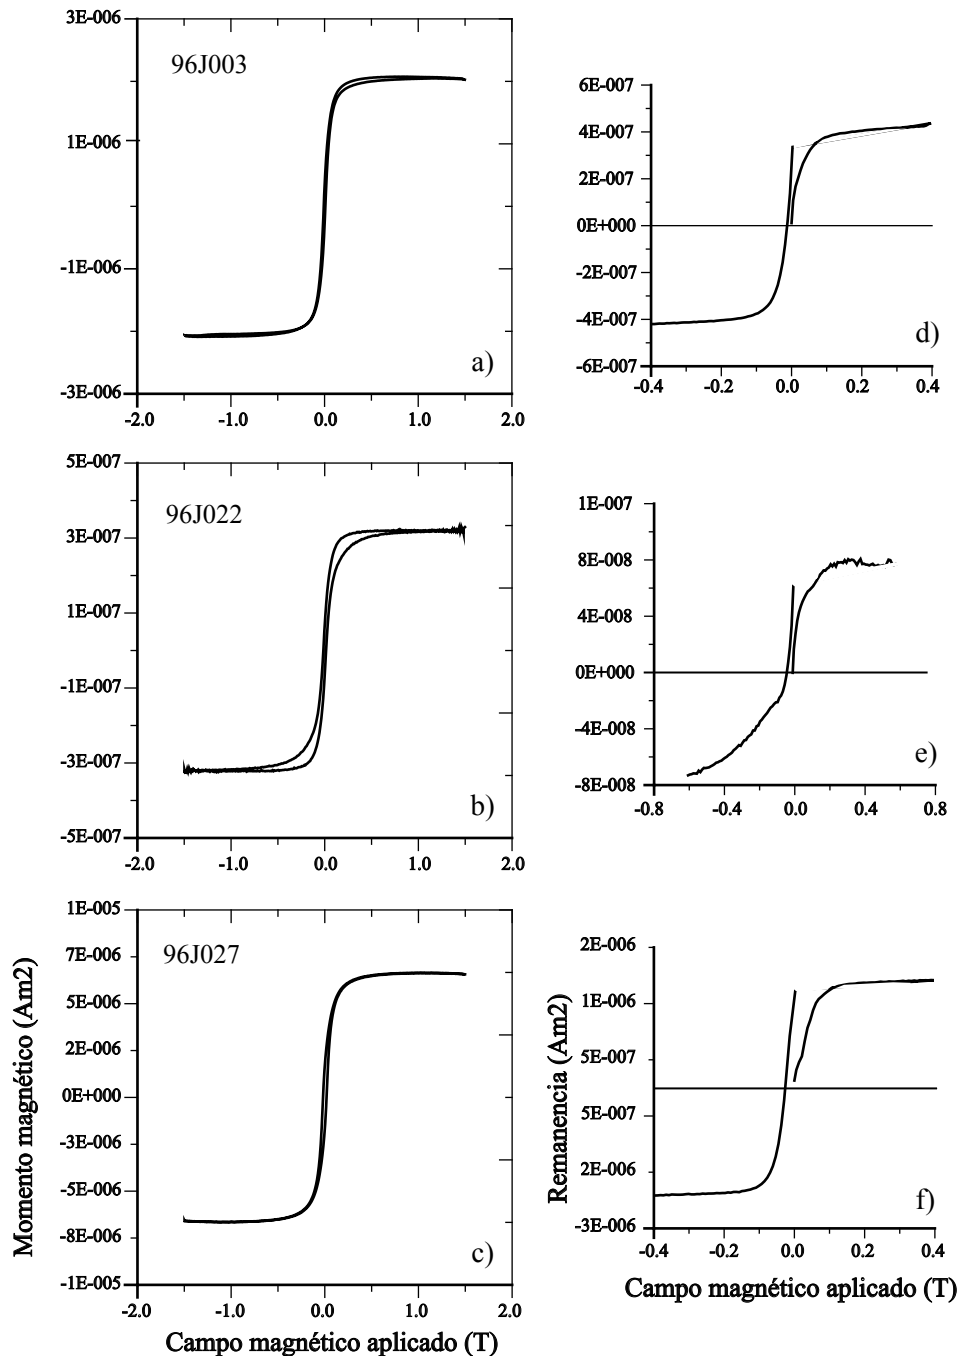 3E-006
96J003
1E-006
-1E-006
-3E-006
a)
-2.0 -1.0 0.0 1.0 2.0
6E-007
4E-007
2E-007
0E+000
-2E-007
-4E-007
-6E-007
d)
-0.4 -0.2 0.0 0.2 0.4
5E-007
96J022
3E-007
1E-007
-1E-007
-3E-007
-5E-007
b)
-2.0 -1.0 0.0 1.0 2.0
1E-007
8E-008
4E-008
0E+000
-4E-008
-8E-008
e)
-0.8 -0.4 0.0 0.4 0.8
Momento magnético (Am2)
1E-005
96J027
7E-006
5E-006
2E-006
0E+000
-3E-006
-5E-006
-8E-006
-1E-005
c)
-2.0 -1.0 0.0 1.0 2.0
Campo magnético aplicado (T)
Remanencia (Am2)
2E-006
1E-006
5E-007
5E-007
2E-006
-3E-006
f)
-0.4 -0.2 0.0 0.2 0.4
Campo magnético aplicado (T)